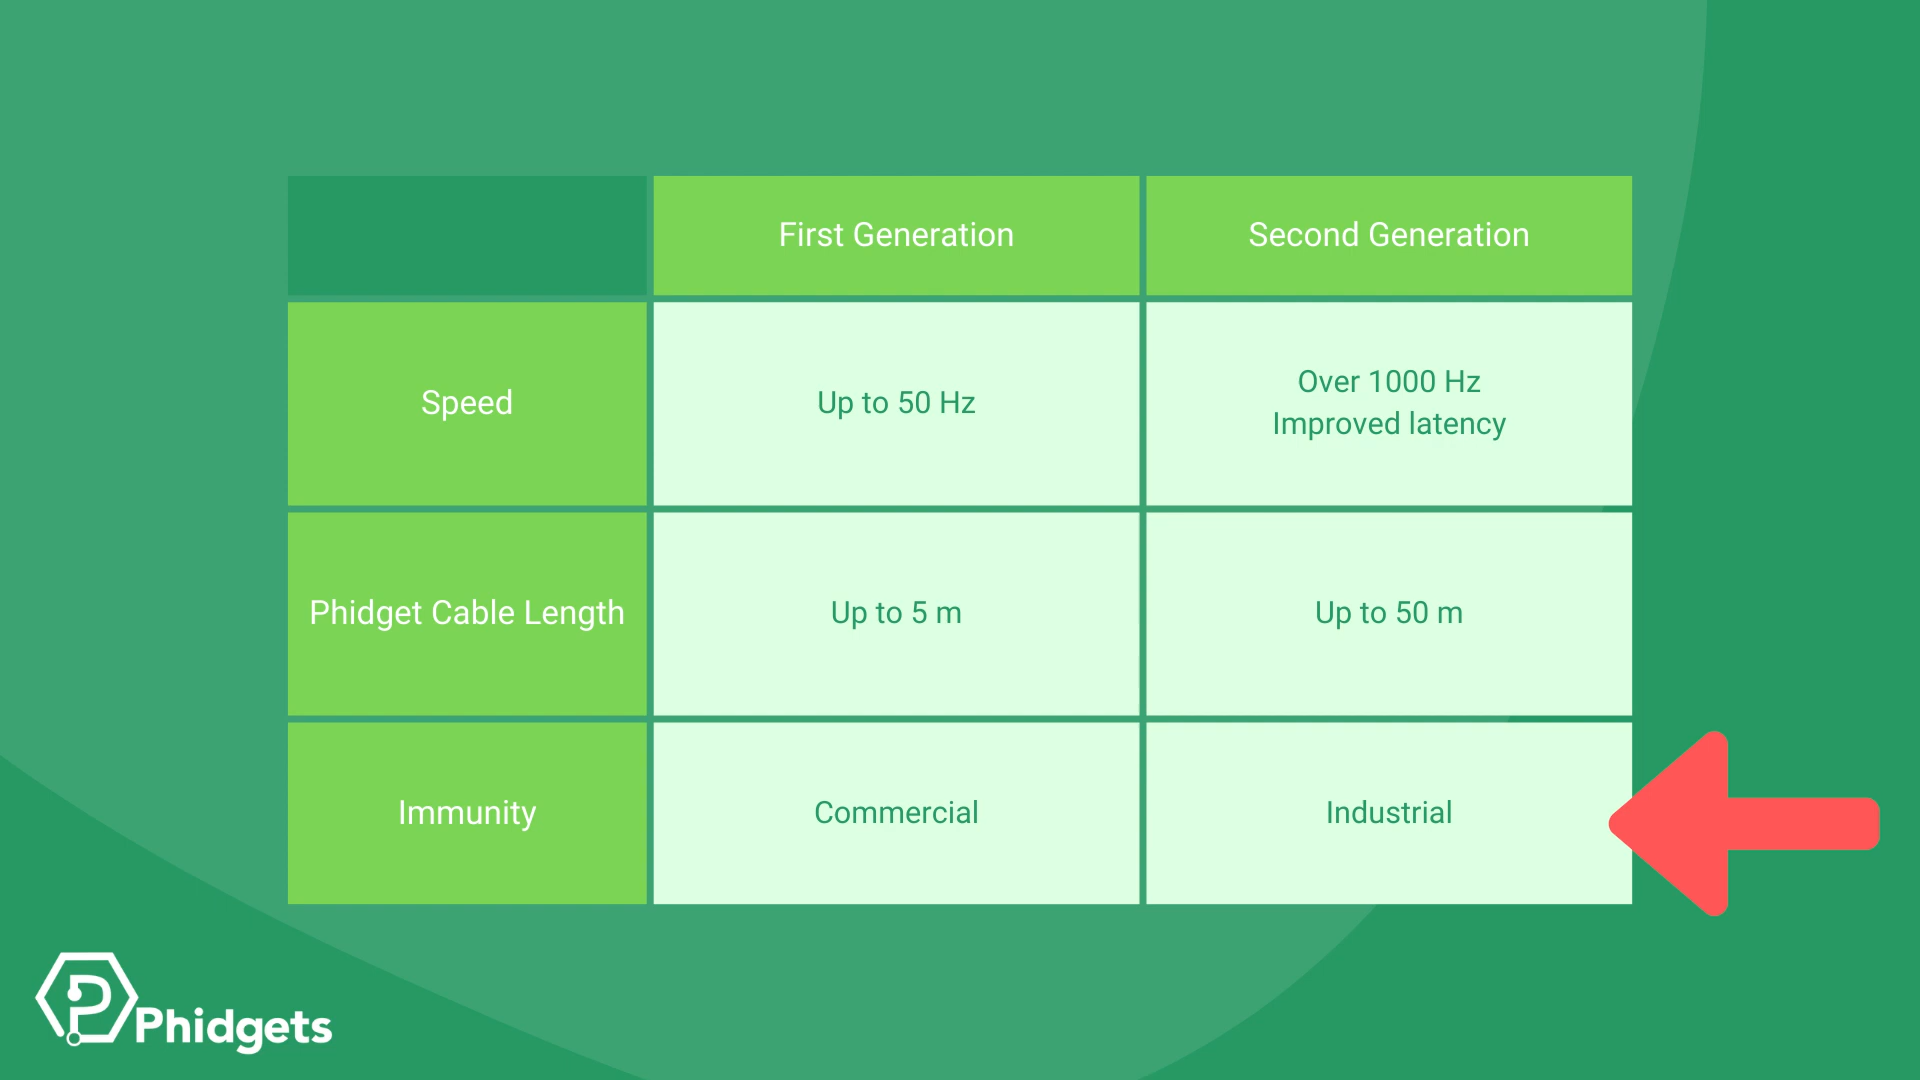 First Generation
Second Generation
Speed
Up to 50 Hz
Over 1000 Hz
Improved latency
Phidget Cable Length
Up to 5 m
Up to 50 m
Immunity
Commercial
Industrial
Phidgets